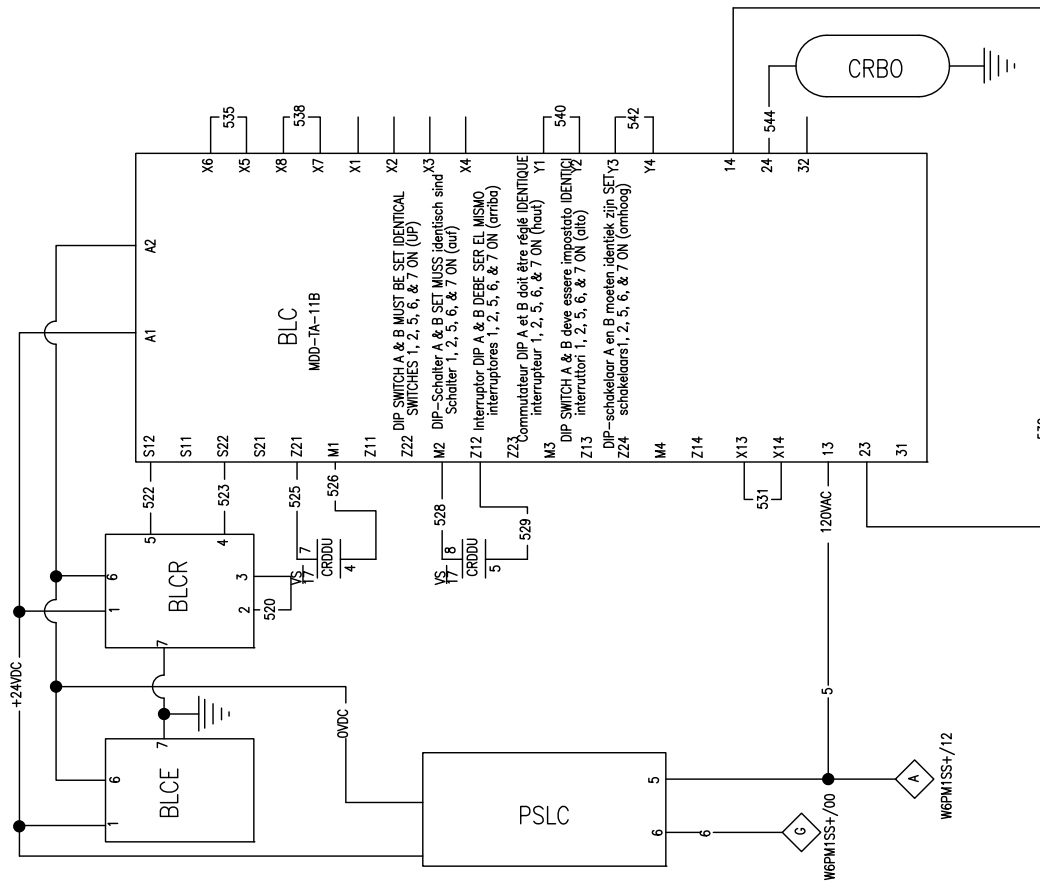 +24VDC
A1
A2
BLCE
1
6
7
BLCR
1
6
7
2
3
4
5
520
0VDC
522
523
525
526
528
529
VS
17
7
CRDDU
4
VS
17
8
CRDDU
5
BLC
MDD-TA-11B
S12
S11
S22
S21
Z21
M1
Z11
Z22
M2
Z12
Z23
M3
Z13
Z24
M4
Z14
X13
X14
13
23
31
531
120VAC
DIP SWITCH A & B MUST BE SET IDENTICAL
SWITCHES 1, 2, 5, 6, & 7 ON (UP)
DIP-Schalter A & B SET MUSS identisch sind
Schalter 1, 2, 5, 6, & 7 ON (auf)
Interruptor DIP A & B DEBE SER EL MISMO
interruptores 1, 2, 5, 6, & 7 ON (arriba)
Commutateur DIP A et B doit être réglé IDENTIQUE
interrupteur 1, 2, 5, 6, & 7 ON (haut)
DIP SWITCH A & B deve essere impostato IDENTICI
interruttori 1, 2, 5, 6, & 7 ON (alto)
DIP-schakelaar A en B moeten identiek zijn SET
schakelaars1, 2, 5, 6, & 7 ON (omhoog)
X6
X5
X8
X7
X1
X2
X3
X4
Y1
Y2
Y3
Y4
14
24
32
535
538
540
542
544
CRBO
PSLC
5
6
5
6
G
W6PM1SS+/00
A
W6PM1SS+/12